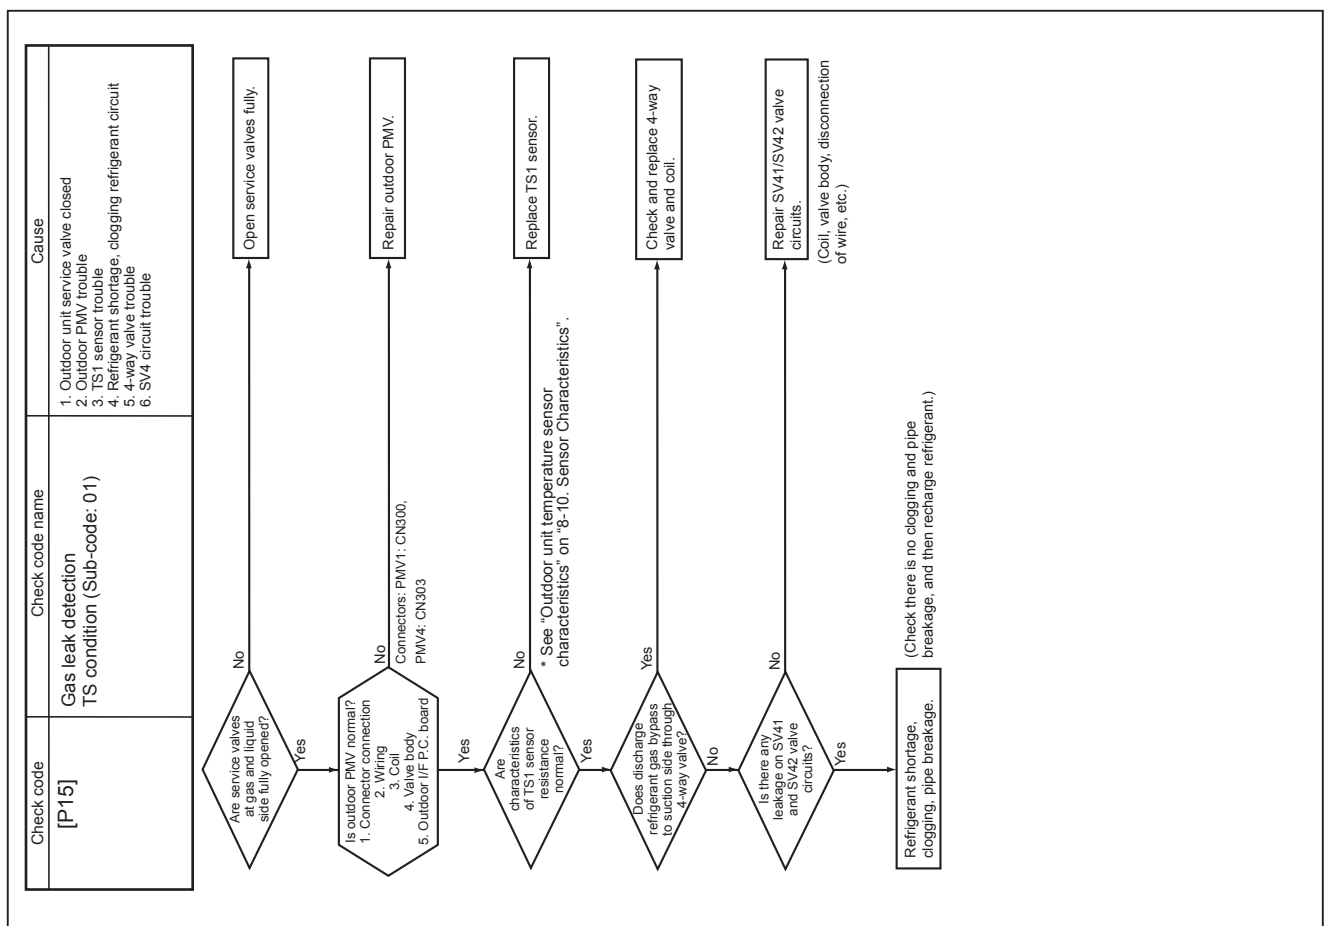 Check code
Check code name
Cause
[P15]
Gas leak detection
TS condition (Sub-code: 01)
1. Outdoor unit service valve closed
2. Outdoor PMV trouble
3. TS1 sensor trouble
4. Refrigerant shortage, clogging refrigerant circuit
5. 4-way valve trouble
6. SV4 circuit trouble
Are service valves
at gas and liquid
side fully opened?
No
Open service valves fully.
Yes
Is outdoor PMV normal?
1. Connector connection
2. Wiring
3. Coil
4. Valve body
5. Outdoor I/F P.C. board
No
Connectors: PMV1: CN300,
PMV4: CN303
Repair outdoor PMV.
Yes
Are
characteristics
of TS1 sensor
resistance
normal?
No
Replace TS1 sensor.
* See “Outdoor unit temperature sensor
characteristics” on “8-10. Sensor Characteristics”.
Yes
Does discharge
refrigerant gas bypass
to suction side through
4-way valve?
Yes
Check and replace 4-way
valve and coil.
No
Is there any
leakage on SV41
and SV42 valve
circuits?
No
Repair SV41/SV42 valve
circuits.
(Coil, valve body, disconnection
of wire, etc.)
Yes
Refrigerant shortage,
clogging, pipe breakage.
(Check there is no clogging and pipe
breakage, and then recharge refrigerant.)